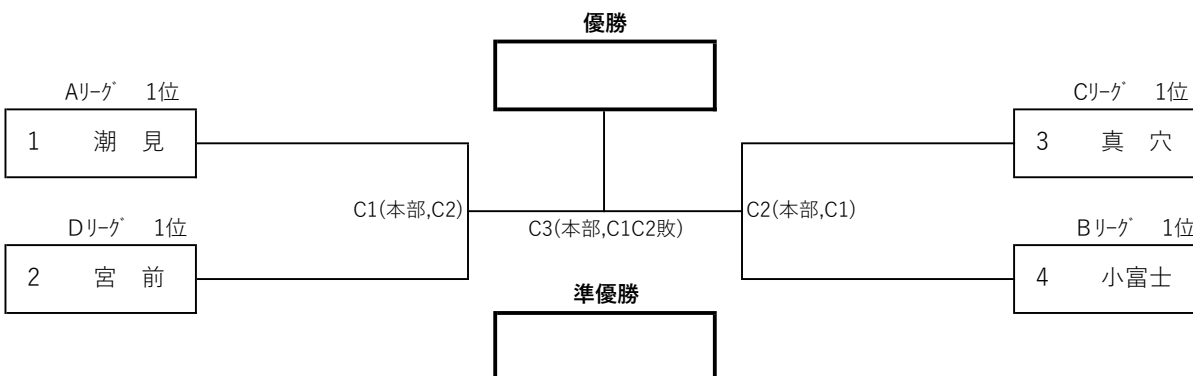 優勝
Aﾘｰｸﾞ 1位
Cﾘｰｸﾞ 1位
1 潮 見
3 真 穴
C1(本部,C2)
C2(本部,C1)
C3(本部,C1C2敗)
Dﾘｰｸﾞ 1位
Bﾘｰｸﾞ 1位
2 宮 前
4 小富士
準優勝